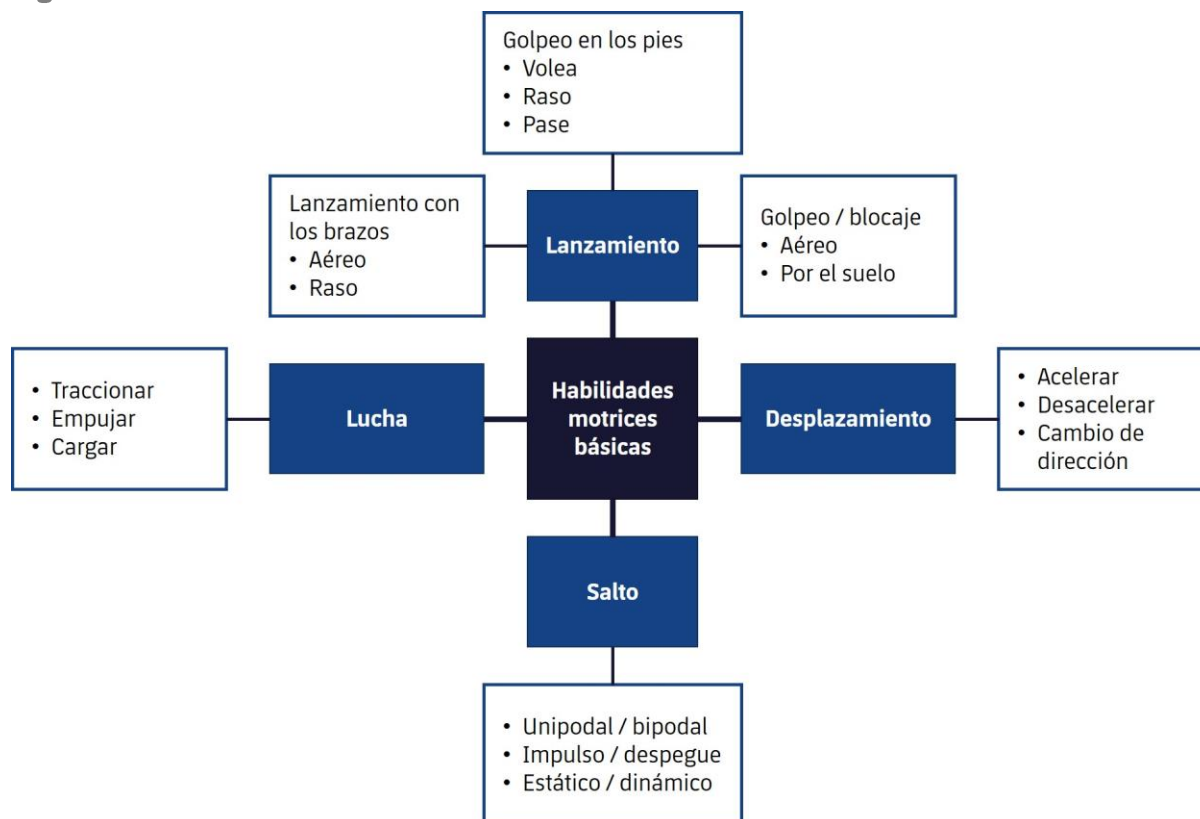 Golpeo en los pies
• Volea
• Raso
• Pase
Lanzamiento con
los brazos
• Aéreo
• Raso
Lanzamiento
Golpeo / blocaje
• Aéreo
• Por el suelo
• Traccionar
• Empujar
• Cargar
Lucha
Habilidades
motrices
básicas
Desplazamiento
• Acelerar
• Desacelerar
• Cambio de
dirección
Salto
• Unipodal / bipodal
• Impulso / despegue
• Estático / dinámico